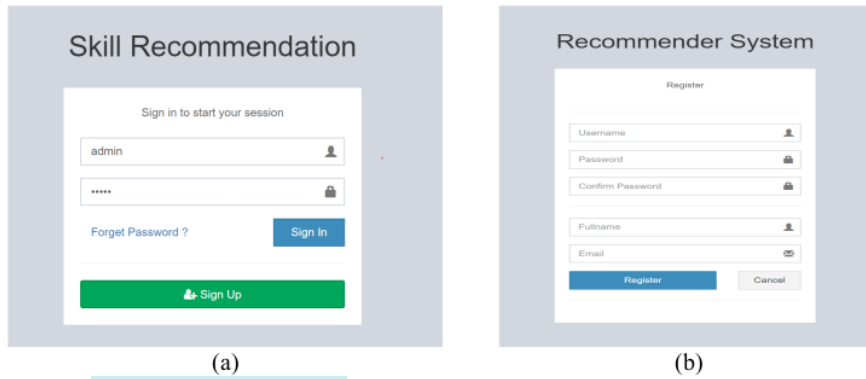 Skill Recommendation
Sign in to start your session
admin
•••••
Forget Password ?
Sign In
Sign Up
(a)
Recommender System
Register
Username
Password
Confirm Password
Fullname
Email
Register
Cancel
(b)